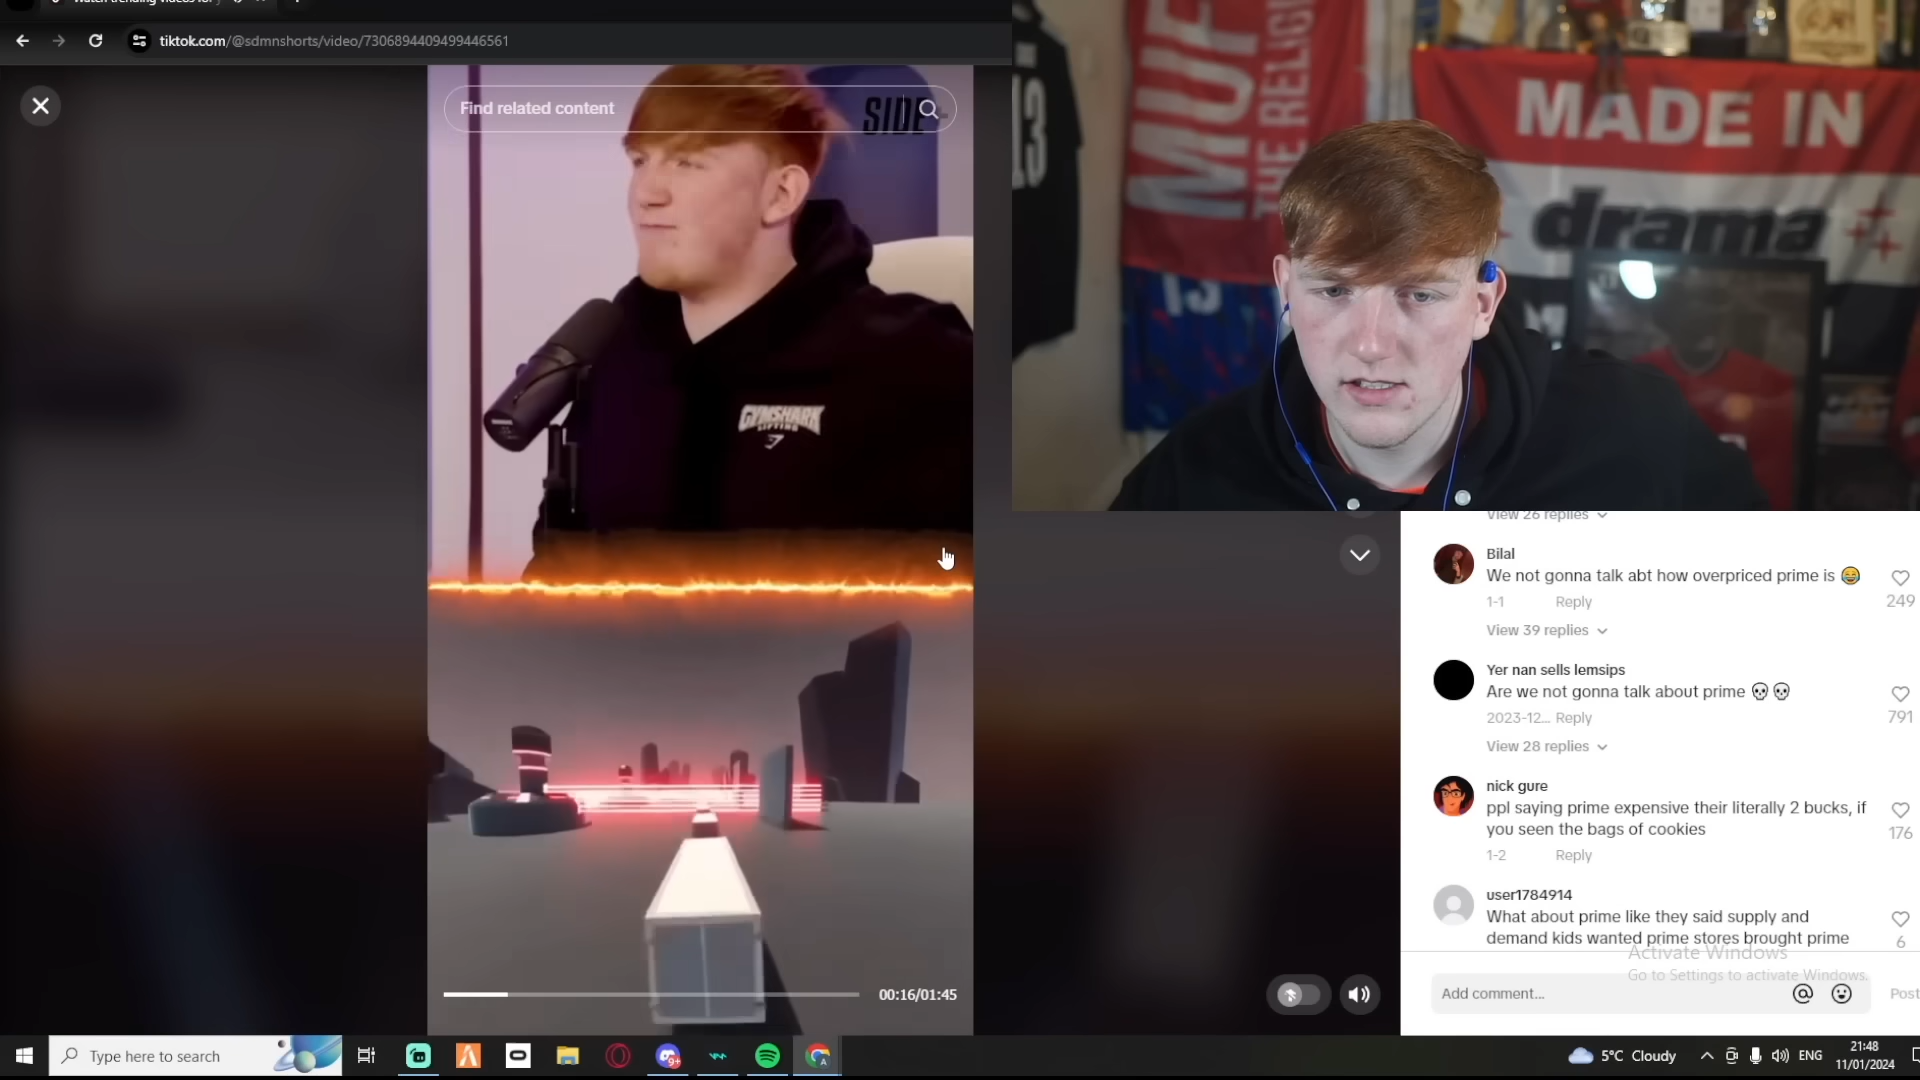 tiktok.com/@sdmnshorts/video/7306894409499446561
Find related content
SIDE+
GYMSHARK
LIFTING
13
MUFC
THE RELIGION
MADE IN
drama
13
View 26 replies
Bilal
We not gonna talk abt how overpriced prime is 😂
249
1-1 Reply
View 39 replies
Yer nan sells lemsips
Are we not gonna talk about prime 💀💀
791
2023-12... Reply
View 28 replies
nick gure
ppl saying prime expensive their literally 2 bucks, if
you seen the bags of cookies
176
1-2 Reply
user1784914
What about prime like they said supply and
demand kids wanted prime stores brought prime
6
Activate Windows
Go to Settings to activate Windows.
Add comment...
Post
00:16/01:45
Type here to search
9+
5°C Cloudy
ENG
21:48
11/01/2024